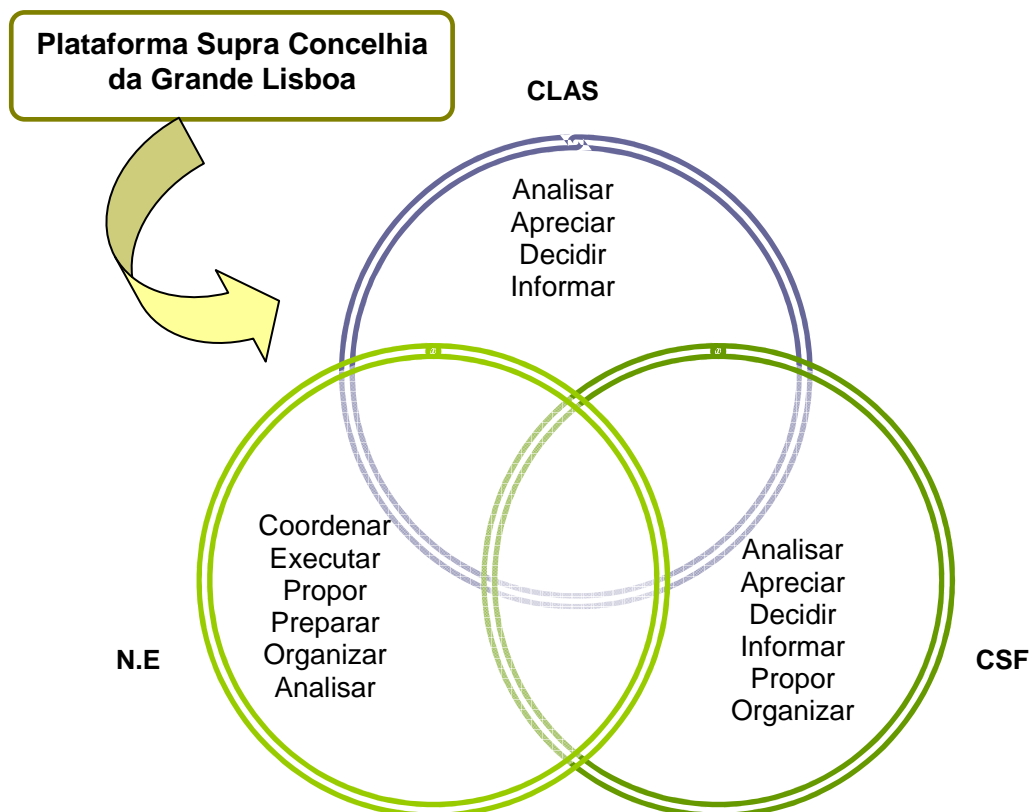 Plataforma Supra Concelhia
da Grande Lisboa
CLAS
Analisar
Apreciar
Decidir
Informar
Coordenar
Executar
Propor
Preparar
Organizar
Analisar
N.E
Analisar
Apreciar
Decidir
Informar
Propor
Organizar
CSF